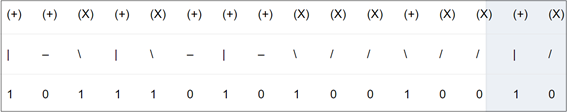 (+) (+) (X) (+) (X) (+) (+) (+) (X) (X) (X) (+) (X) (X) (+) (X)
| – \ | \ – | – \ / / \ / / | /
1 0 1 1 1 0 1 0 1 0 0 1 0 0 1 0